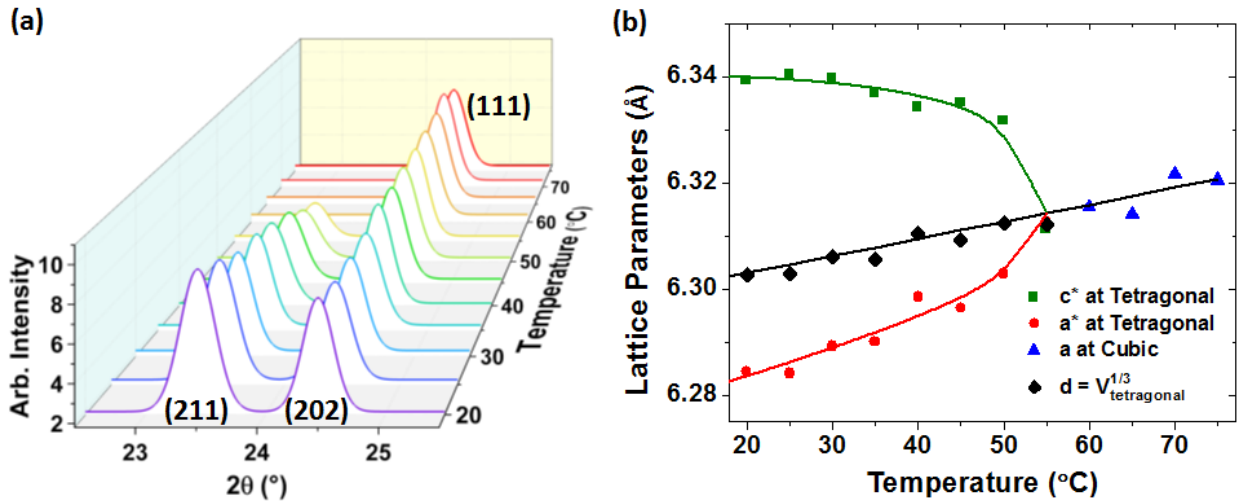 (a)
(111)
Arb. Intensity
10
8
6
4
2
(211)
(202)
23
24
25
2θ (°)
20
30
40
50
60
70
Temperature (°C)
(b)
Lattice Parameters (Å)
6.34
6.32
6.30
6.28
c* at Tetragonal
a* at Tetragonal
a at Cubic
d = V^{1/3}_{tetragonal}
20 30 40 50 60 70
Temperature (°C)